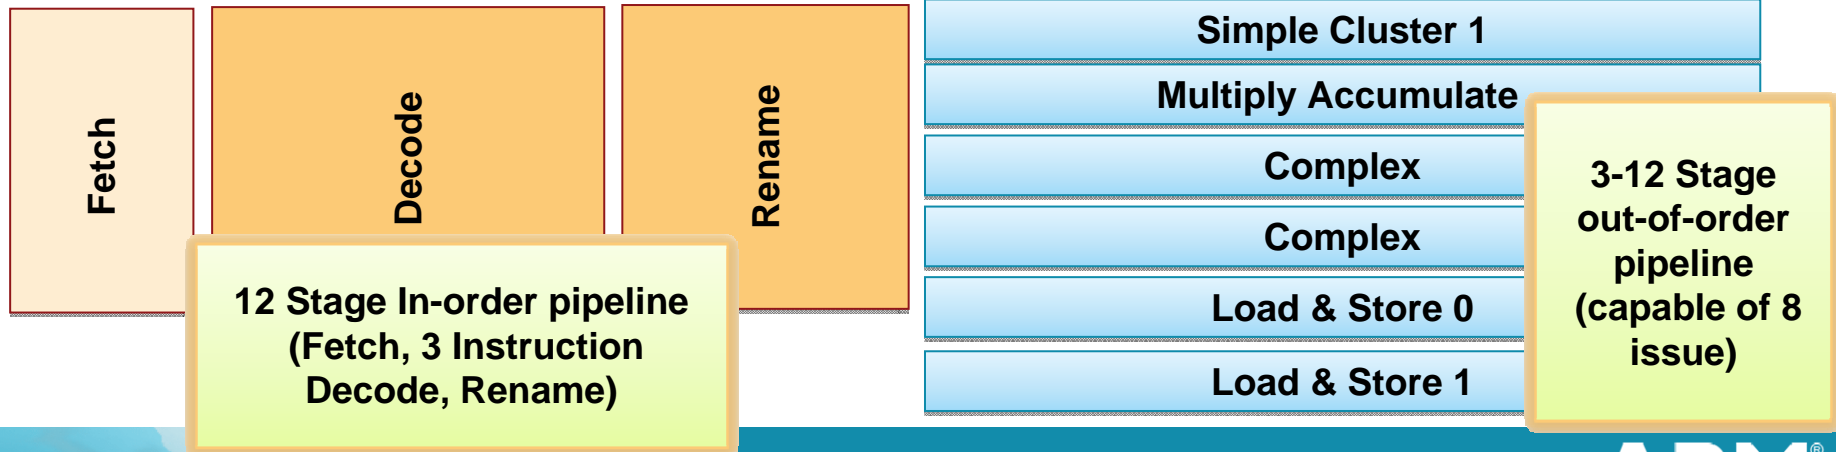 Fetch
Decode
Rename
12 Stage In-order pipeline
(Fetch, 3 Instruction
Decode, Rename)
Simple Cluster 1
Multiply Accumulate
Complex
Complex
Load & Store 0
Load & Store 1
3-12 Stage
out-of-order
pipeline
(capable of 8
issue)